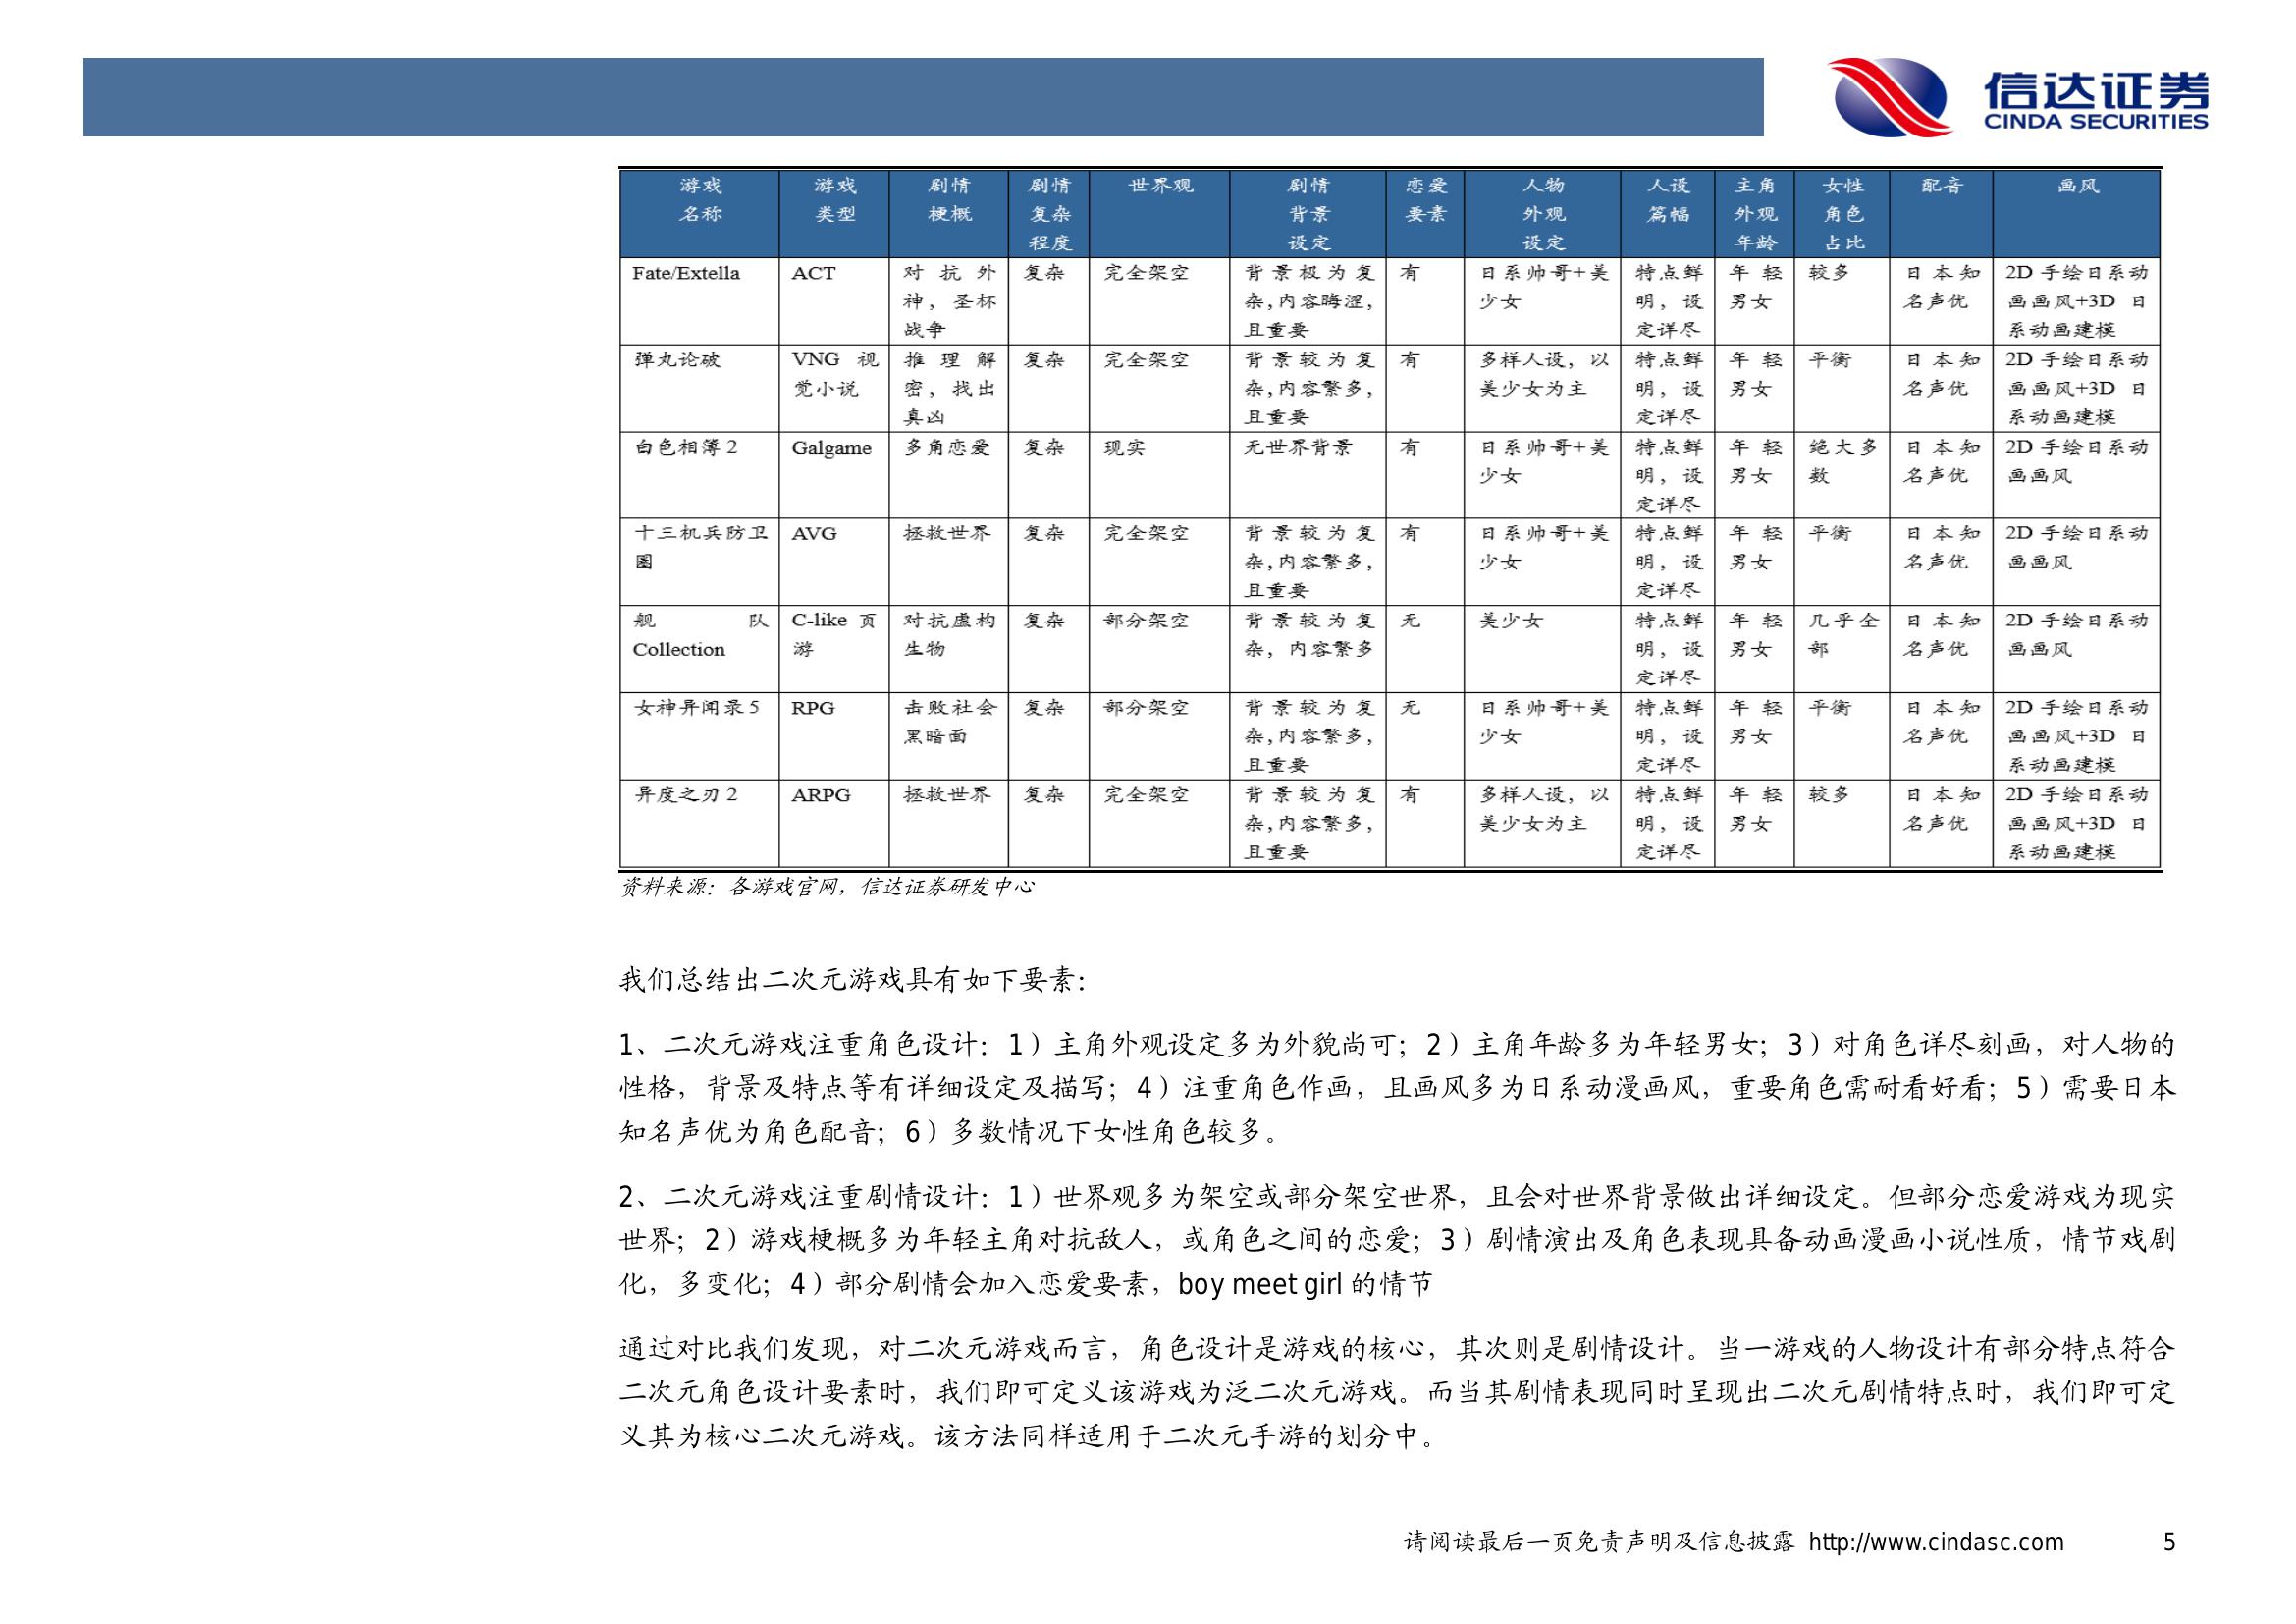 信达证券
CINDA SECURITIES
游戏名称 游戏类型 剧情梗概 剧情复杂程度 世界观 剧情背景设定 恋爱要素 人物外观设定 人设篇幅 主角外观年龄 女性角色占比 配音 画风
Fate/Extella ACT 对抗外神，圣杯战争 复杂 完全架空 背景极为复杂,内容晦涩,且重要 有 日系帅哥+美少女 特点鲜明，设定详尽 年轻男女 较多 日本知名声优 2D 手绘日系动画画风+3D 日系动画建模
弹丸论破 VNG 视觉小说 推理解密，找出真凶 复杂 完全架空 背景较为复杂,内容繁多,且重要 有 多样人设，以美少女为主 特点鲜明，设定详尽 年轻男女 平衡 日本知名声优 2D 手绘日系动画画风+3D 日系动画建模
白色相簿 2 Galgame 多角恋爱 复杂 现实 无世界背景 有 日系帅哥+美少女 特点鲜明，设定详尽 年轻男女 绝大多数 日本知名声优 2D 手绘日系动画画风
十三机兵防卫圈 AVG 拯救世界 复杂 完全架空 背景较为复杂,内容繁多,且重要 有 日系帅哥+美少女 特点鲜明，设定详尽 年轻男女 平衡 日本知名声优 2D 手绘日系动画画风
舰队 Collection C-like 页游 对抗虚构生物 复杂 部分架空 背景较为复杂，内容繁多 无 美少女 特点鲜明，设定详尽 年轻男女 几乎全部 日本知名声优 2D 手绘日系动画画风
女神异闻录 5 RPG 击败社会黑暗面 复杂 部分架空 背景较为复杂,内容繁多,且重要 无 日系帅哥+美少女 特点鲜明，设定详尽 年轻男女 平衡 日本知名声优 2D 手绘日系动画画风+3D 日系动画建模
异度之刃 2 ARPG 拯救世界 复杂 完全架空 背景较为复杂,内容繁多,且重要 有 多样人设，以美少女为主 特点鲜明，设定详尽 年轻男女 较多 日本知名声优 2D 手绘日系动画画风+3D 日系动画建模
资料来源：各游戏官网，信达证券研发中心
我们总结出二次元游戏具有如下要素：
1、二次元游戏注重角色设计：1）主角外观设定多为外貌尚可；2）主角年龄多为年轻男女；3）对角色详尽刻画，对人物的
性格，背景及特点等有详细设定及描写；4）注重角色作画，且画风多为日系动漫画风，重要角色需耐看好看；5）需要日本
知名声优为角色配音；6）多数情况下女性角色较多。
2、二次元游戏注重剧情设计：1）世界观多为架空或部分架空世界，且会对世界背景做出详细设定。但部分恋爱游戏为现实
世界；2）游戏梗概多为年轻主角对抗敌人，或角色之间的恋爱；3）剧情演出及角色表现具备动画漫画小说性质，情节戏剧
化，多变化；4）部分剧情会加入恋爱要素，boy meet girl 的情节
通过对比我们发现，对二次元游戏而言，角色设计是游戏的核心，其次则是剧情设计。当一游戏的人物设计有部分特点符合
二次元角色设计要素时，我们即可定义该游戏为泛二次元游戏。而当其剧情表现同时呈现出二次元剧情特点时，我们即可定
义其为核心二次元游戏。该方法同样适用于二次元手游的划分中。
请阅读最后一页免责声明及信息披露 http://www.cindasc.com 5